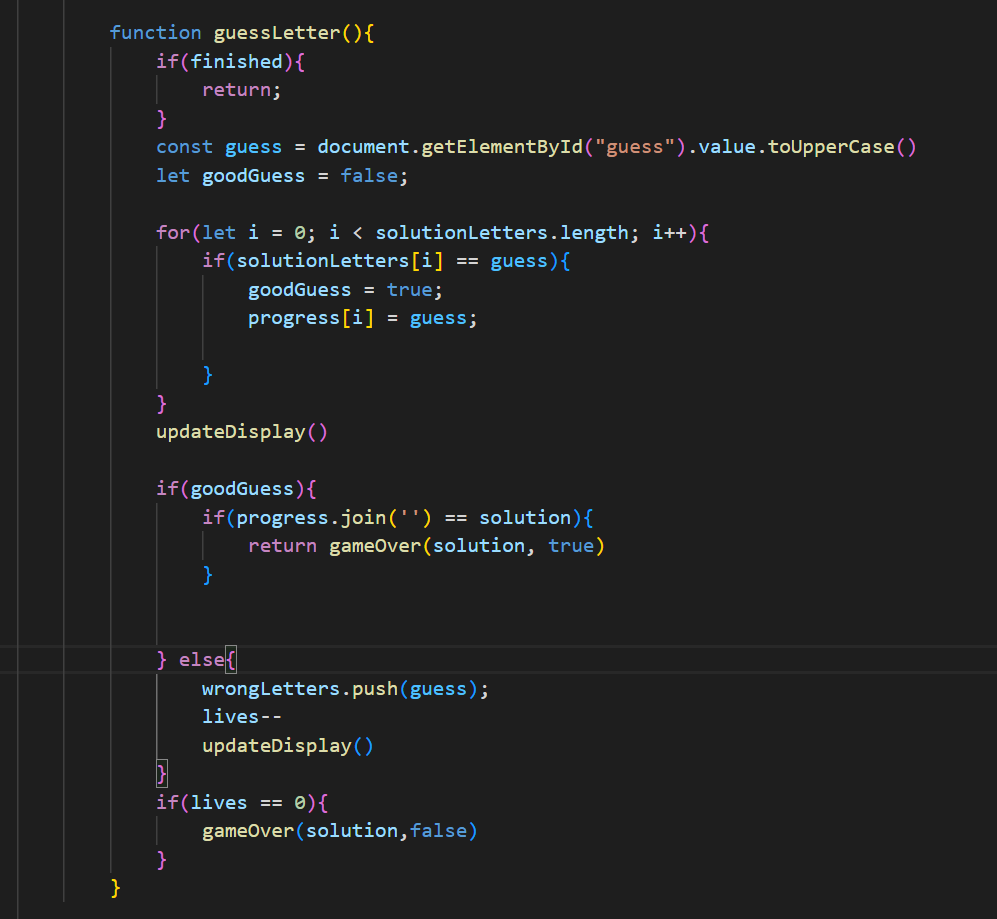 function guessLetter(){
if(finished){
return;
}
const guess = document.getElementById("guess").value.toUpperCase()
let goodGuess = false;
for(let i = 0; i < solutionLetters.length; i++){
if(solutionLetters[i] == guess){
goodGuess = true;
progress[i] = guess;
}
}
updateDisplay()
if(goodGuess){
if(progress.join('') == solution){
return gameOver(solution, true)
}
} else{
wrongLetters.push(guess);
lives--
updateDisplay()
}
if(lives == 0){
gameOver(solution,false)
}
}